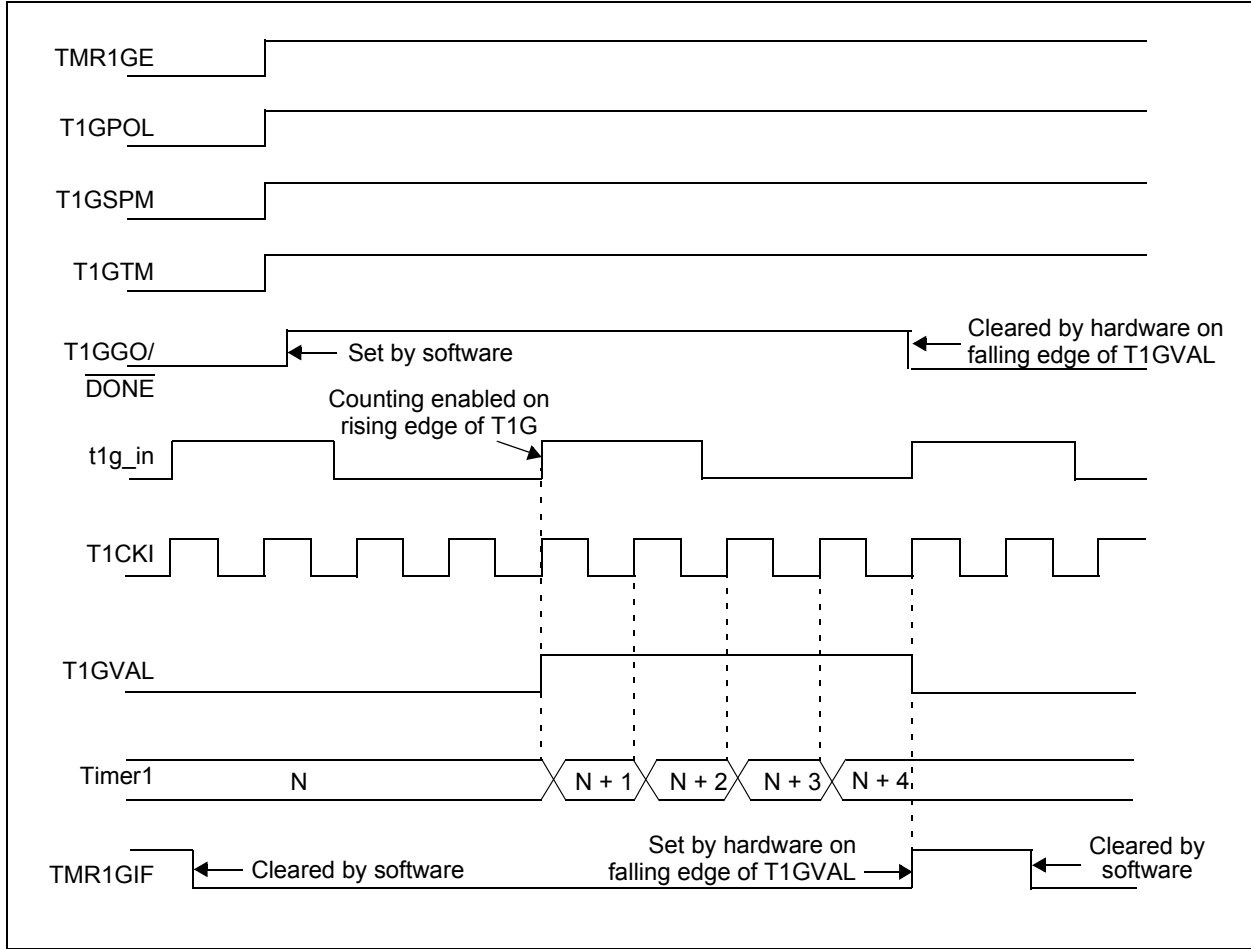 TMR1GE
T1GPOL
T1GSPM
T1GTM
T1GGO/
DONE
Set by software
Cleared by hardware on
falling edge of T1GVAL
Counting enabled on
rising edge of T1G
t1g_in
T1CKI
T1GVAL
Timer1
N
N + 1
N + 2
N + 3
N + 4
TMR1GIF
Cleared by software
Set by hardware on
falling edge of T1GVAL
Cleared by
software